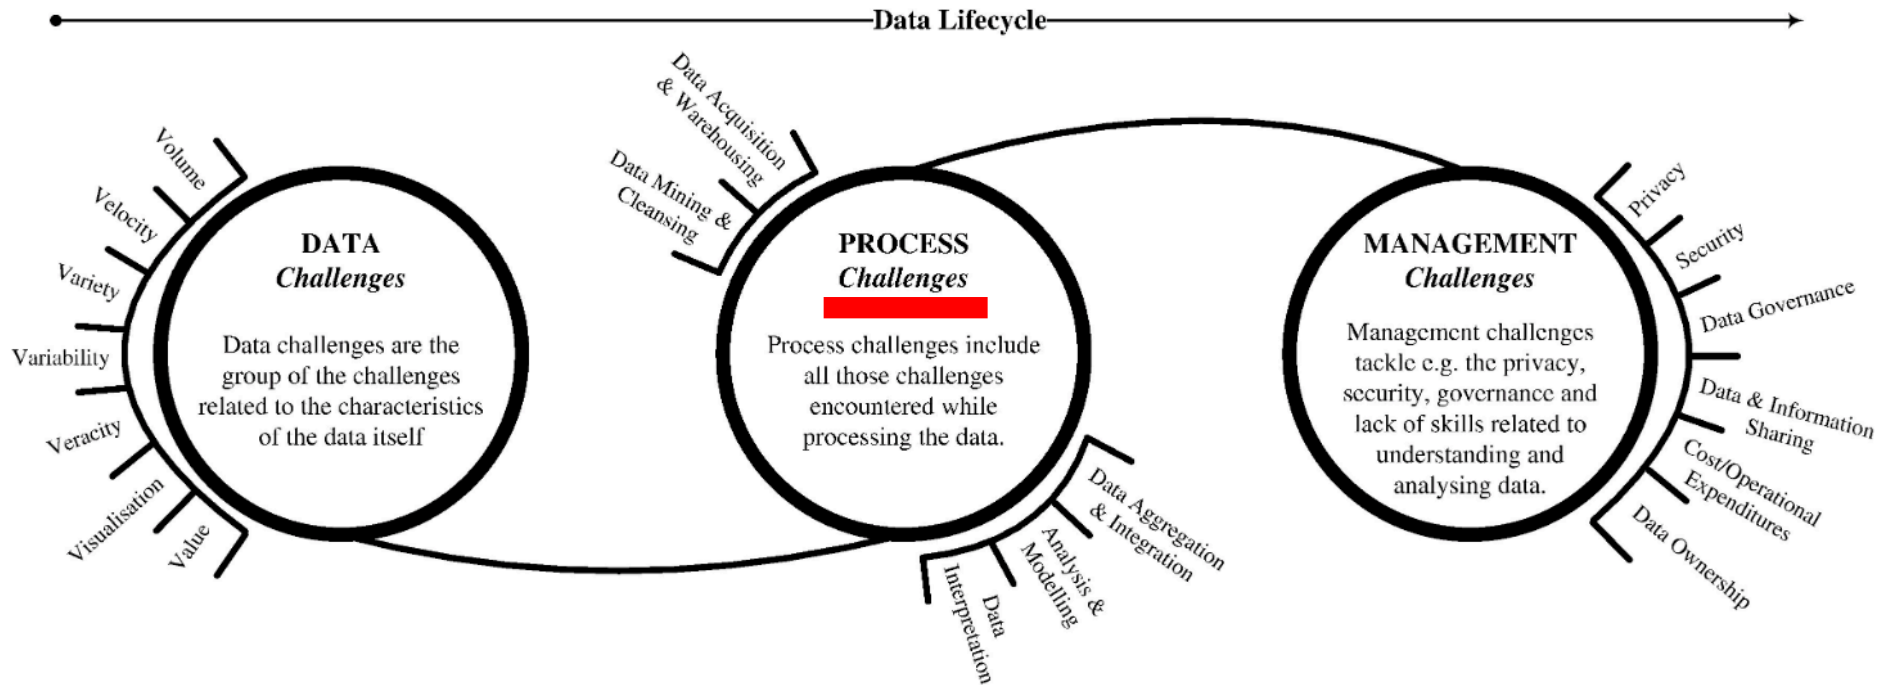 Data Lifecycle
Volume
Velocity
Variety
Variability
Veracity
Visualisation
Value
DATA
Challenges
Data challenges are the
group of the challenges
related to the characteristics
of the data itself
Data Acquisition
& Warehousing
Data Mining &
Cleansing
PROCESS
Challenges
Process challenges include
all those challenges
encountered while
processing the data.
Data Aggregation
& Integration
Analysis &
Modelling
Data
Interpretation
MANAGEMENT
Challenges
Management challenges
tackle e.g. the privacy,
security, governance and
lack of skills related to
understanding and
analysing data.
Privacy
Security
Data Governance
Data & Information
Sharing
Cost/Operational
Expenditures
Data Ownership